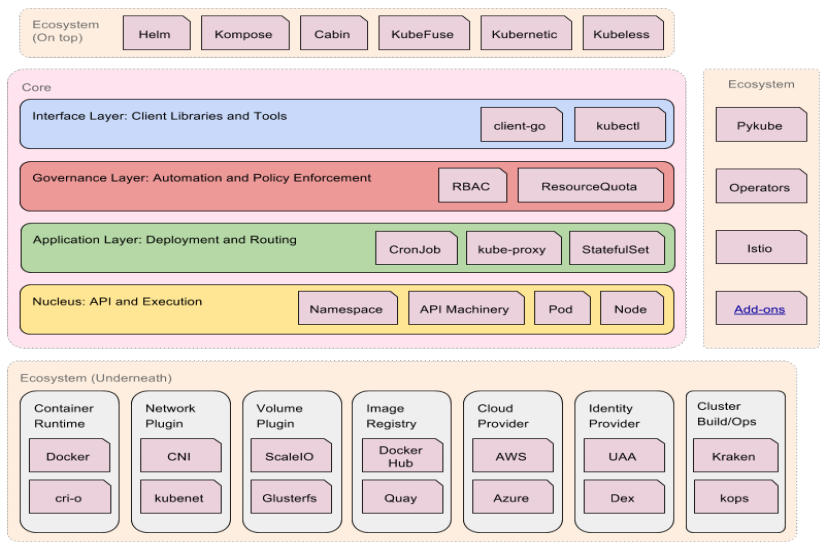 Ecosystem
(On top)
Helm
Kompose
Cabin
KubeFuse
Kubernetic
Kubeless
Core
Interface Layer: Client Libraries and Tools
client-go
kubectl
Governance Layer: Automation and Policy Enforcement
RBAC
ResourceQuota
Application Layer: Deployment and Routing
CronJob
kube-proxy
StatefulSet
Nucleus: API and Execution
Namespace
API Machinery
Pod
Node
Ecosystem
Pykube
Operators
Istio
Add-ons
Ecosystem (Underneath)
Container
Runtime
Docker
cri-o
Network
Plugin
CNI
kubenet
Volume
Plugin
ScaleIO
Glusterfs
Image
Registry
Docker
Hub
Quay
Cloud
Provider
AWS
Azure
Identity
Provider
UAA
Dex
Cluster
Build/Ops
Kraken
kops